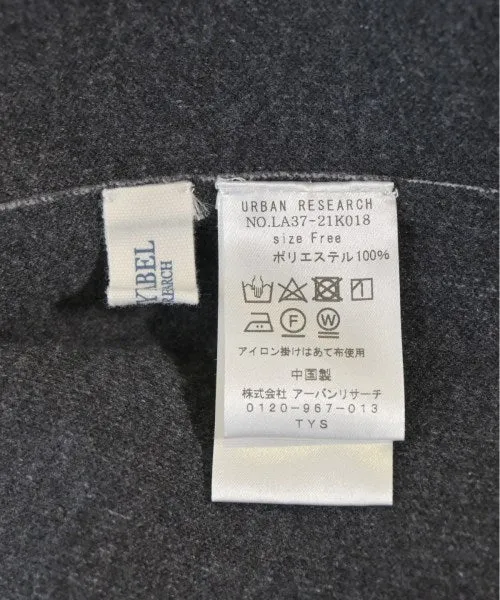 YLABEL
RESEARCH
URBAN RESEARCH
NO.LA37-21K018
size Free
ポリエステル100%
F
W
アイロン掛けはあて布使用
中国製
株式会社 アーバンリサーチ
0120-967-013
TYS